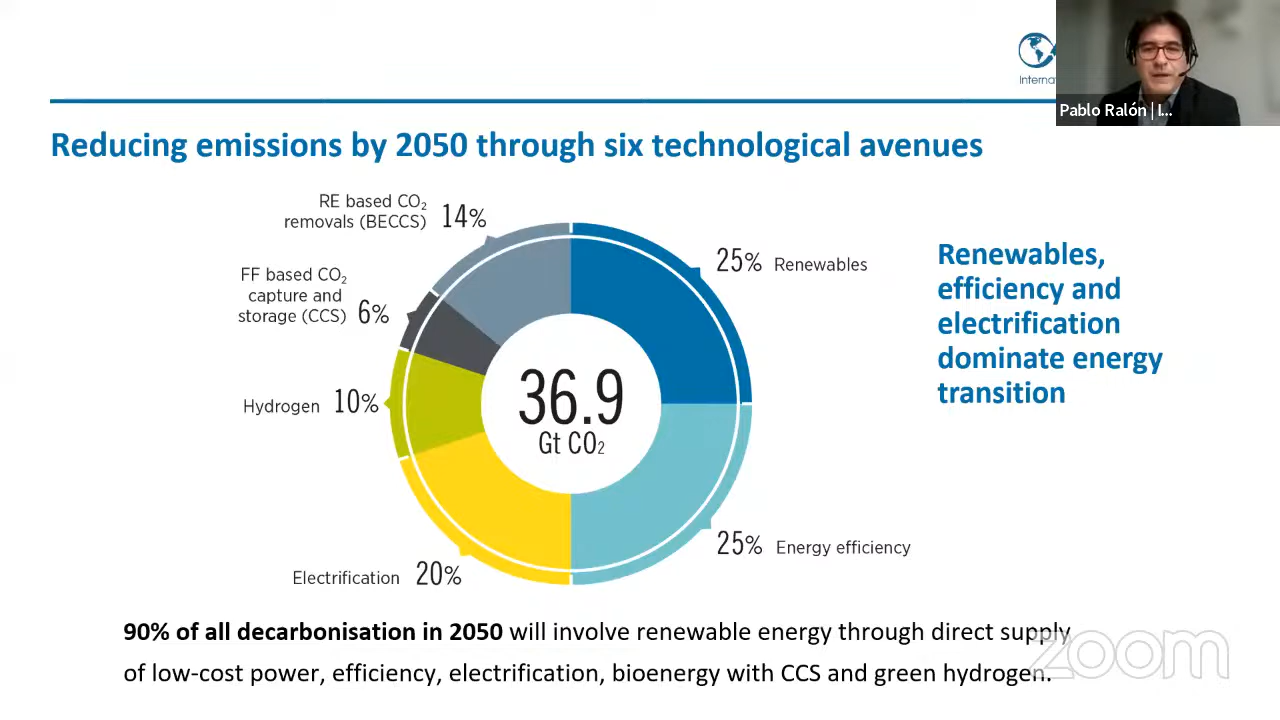 Internat
Pablo Ralón | I...
Reducing emissions by 2050 through six technological avenues
RE based CO₂
removals (BECCS) 14%
25% Renewables
FF based CO₂
capture and
storage (CCS) 6%
Hydrogen 10%
36.9
Gt CO₂
25% Energy efficiency
Electrification 20%
Renewables,
efficiency and
electrification
dominate energy
transition
90% of all decarbonisation in 2050 will involve renewable energy through direct supply
of low-cost power, efficiency, electrification, bioenergy with CCS and green hydrogen.
zoom